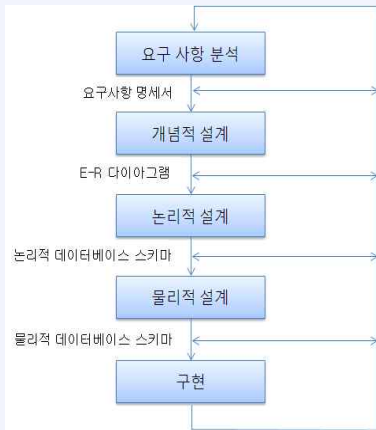 요구 사항 분석
요구사항 명세서
개념적 설계
E-R 다이아그램
논리적 설계
논리적 데이터베이스 스키마
물리적 설계
물리적 데이터베이스 스키마
구현